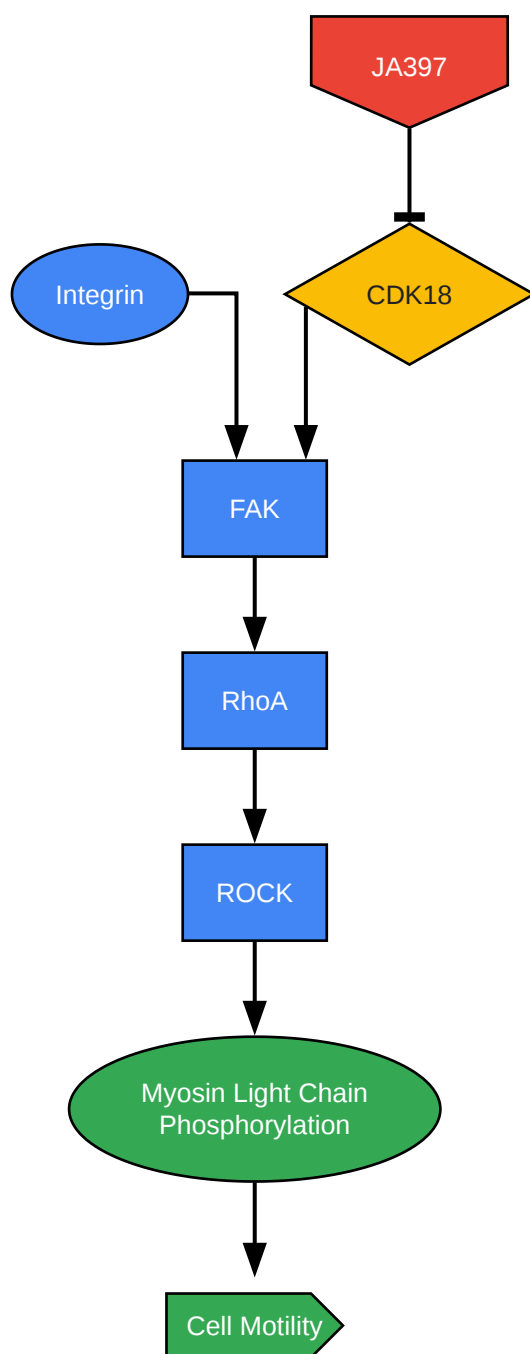 JA397
Integrin
CDK18
FAK
RhoA
ROCK
Myosin Light Chain
Phosphorylation
Cell Motility